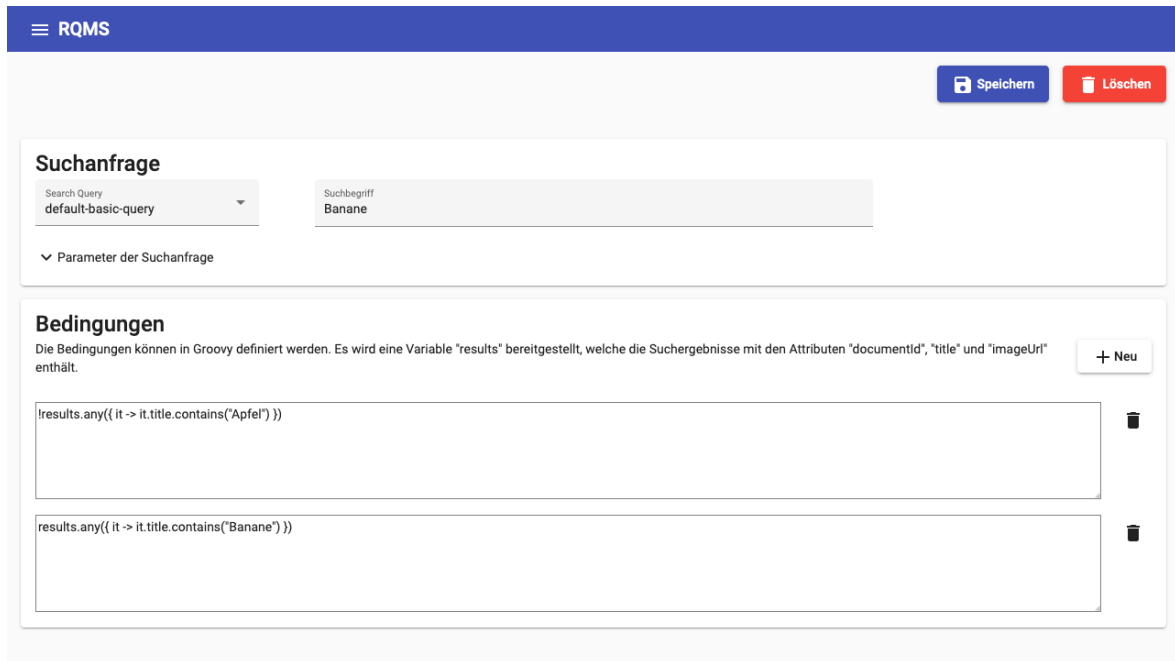 RQMS
Speichern
Löschen
Suchanfrage
Search Query
default-basic-query
Suchbegriff
Banane
Parameter der Suchanfrage
Bedingungen
Die Bedingungen können in Groovy definiert werden. Es wird eine Variable "results" bereitgestellt, welche die Suchergebnisse mit den Attributen "documentId", "title" und "imageUrl"
enthält.
Neu
!results.any({ it -> it.title.contains("Apfel") })
results.any({ it -> it.title.contains("Banane") })